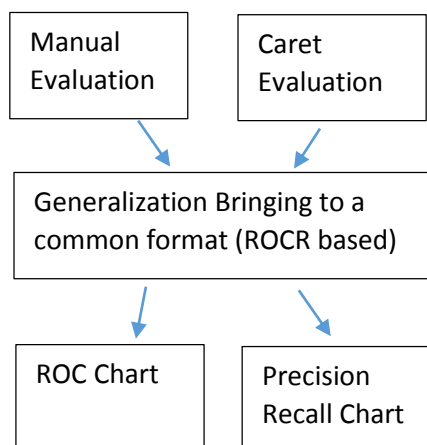 Manual
Evaluation
Caret
Evaluation
Generalization Bringing to a
common format (ROCR based)
ROC Chart
Precision
Recall Chart